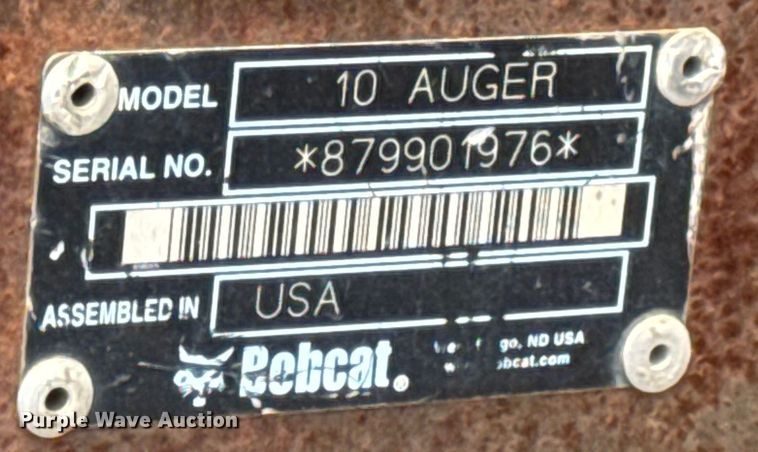 MODEL 10 AUGER
SERIAL NO. *879901976*
ASSEMBLED IN USA
Bobcat®
ND USA
Purple Wave Auction